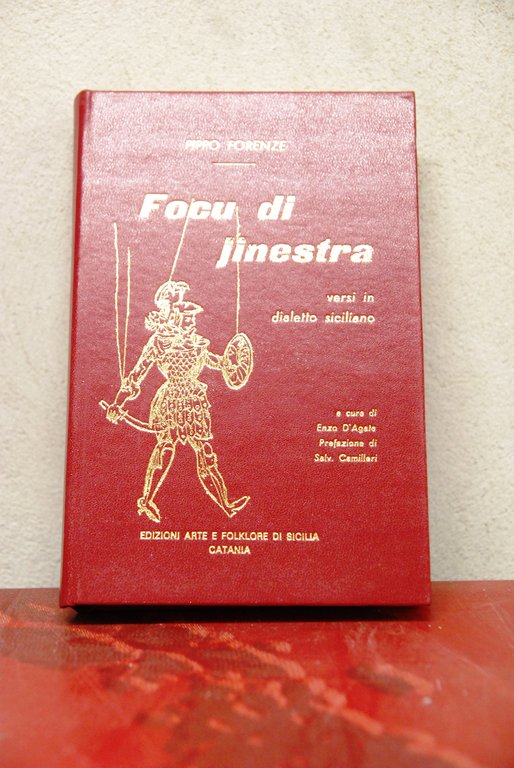 PIPPO FORENZE
Focu di
jinestra
versi in
dialetto siciliano
a cura di
Enzo D'Agata
Prefazione di
Salv. Camilleri
EDIZIONI ARTE E FOLKLORE DI SICILIA
CATANIA